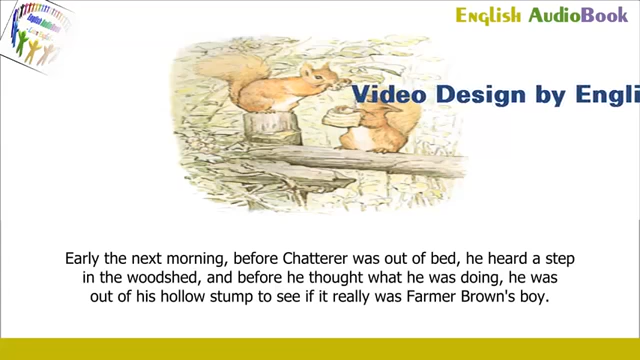 English AudioBook
English AudioBook
Video Design by Engli
Early the next morning, before Chatterer was out of bed, he heard a step
in the woodshed, and before he thought what he was doing, he was
out of his hollow stump to see if it really was Farmer Brown's boy.